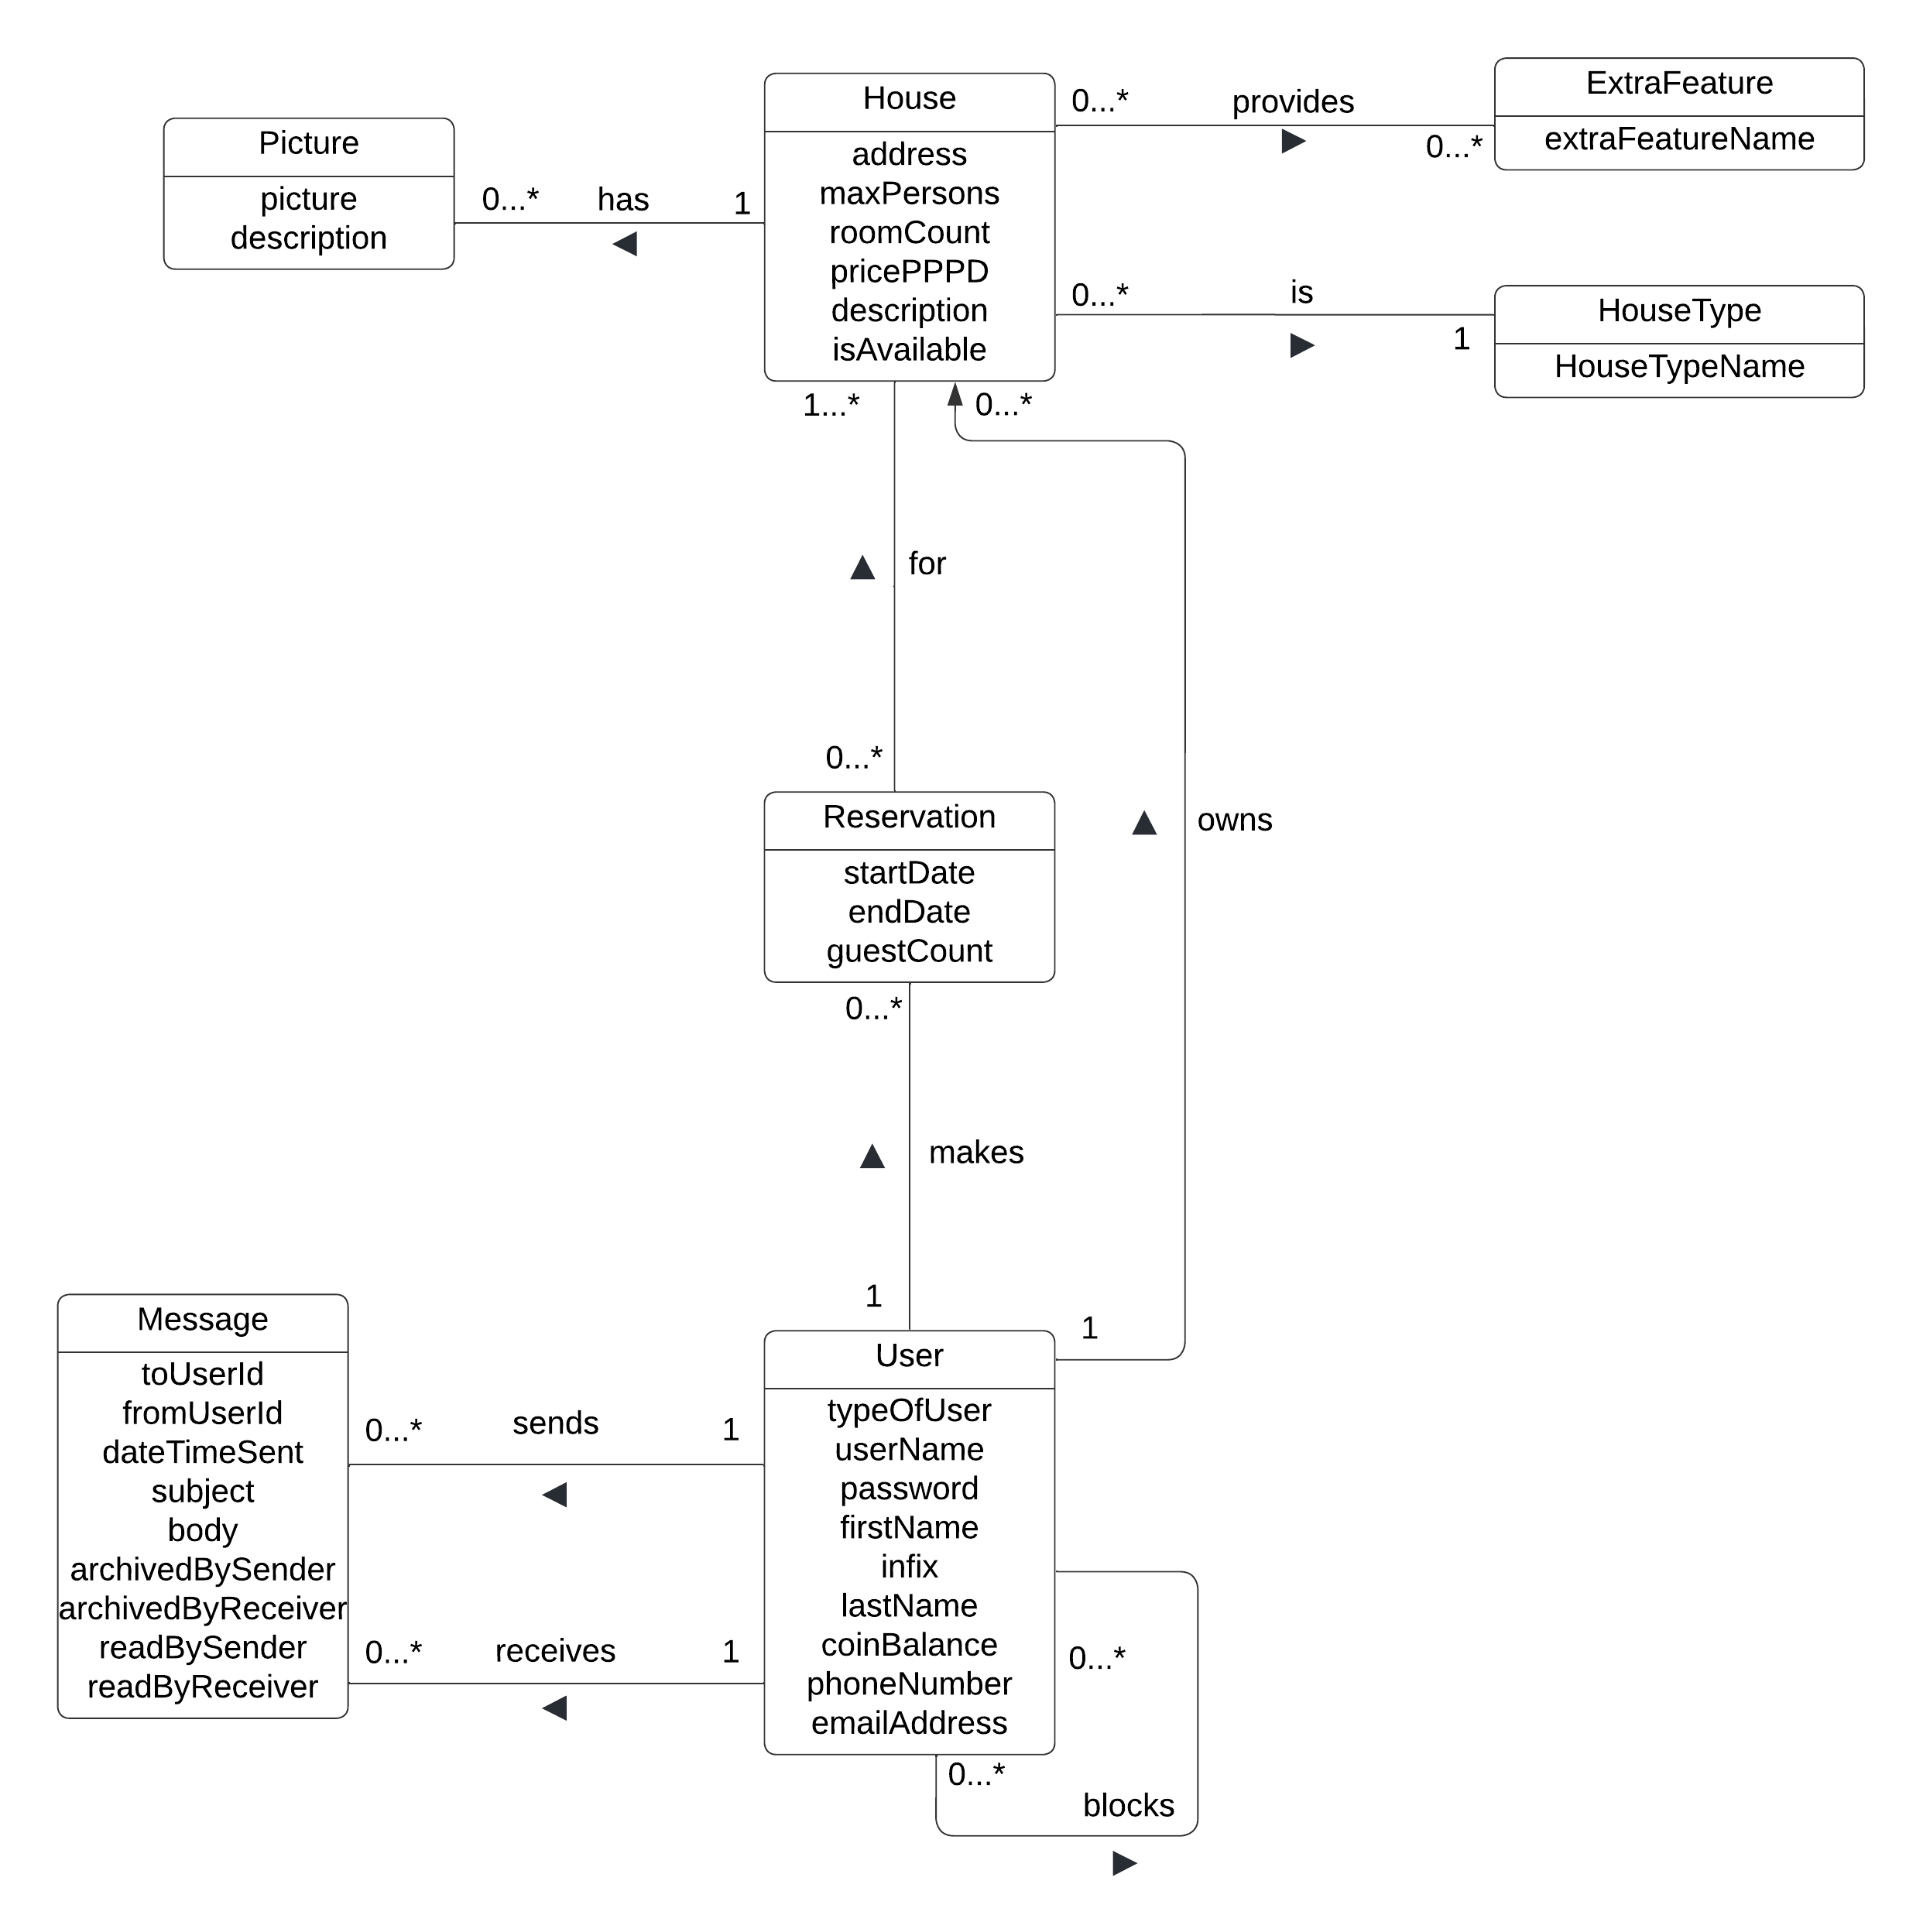 House
address
maxPersons
roomCount
pricePPPD
description
isAvailable
Picture
picture
description
0...*
has
1
0...*
provides
0...*
ExtraFeature
extraFeatureName
0...*
is
1
HouseType
HouseTypeName
1...*
0...*
for
0...*
owns
Reservation
startDate
endDate
guestCount
0...*
makes
1
1
Message
toUserId
fromUserId
dateTimeSent
subject
body
archivedBySender
archivedByReceiver
readBySender
readByReceiver
0...*
sends
1
0...*
receives
1
User
typeOfUser
userName
password
firstName
infix
lastName
coinBalance
phoneNumber
emailAddress
0...*
0...*
blocks